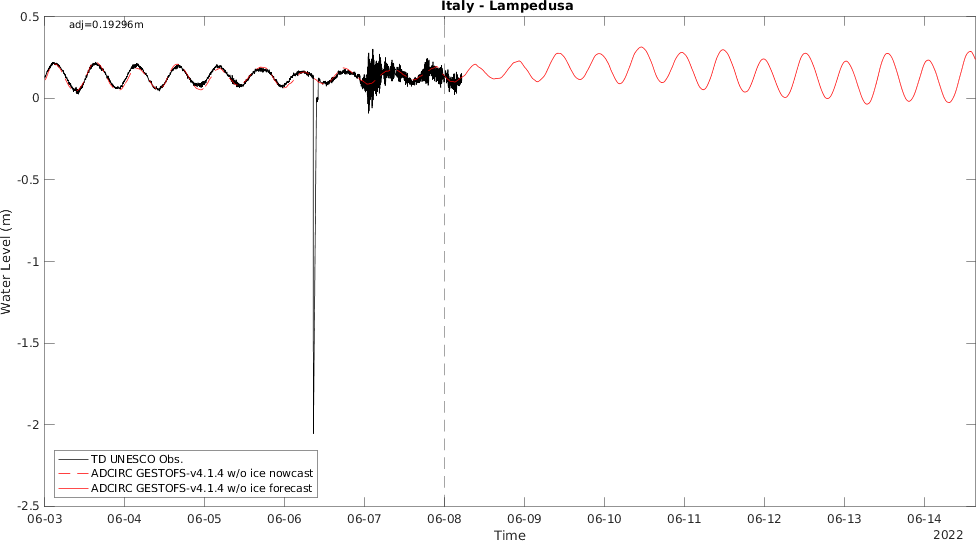 Italy - Lampedusa
adj=0.19296m
0.5
0
-0.5
-1
-1.5
-2
-2.5
Water Level (m)
TD UNESCO Obs.
ADCIRC GESTOFS-v4.1.4 w/o ice nowcast
ADCIRC GESTOFS-v4.1.4 w/o ice forecast
06-03 06-04 06-05 06-06 06-07 06-08 06-09 06-10 06-11 06-12 06-13 06-14
Time
2022